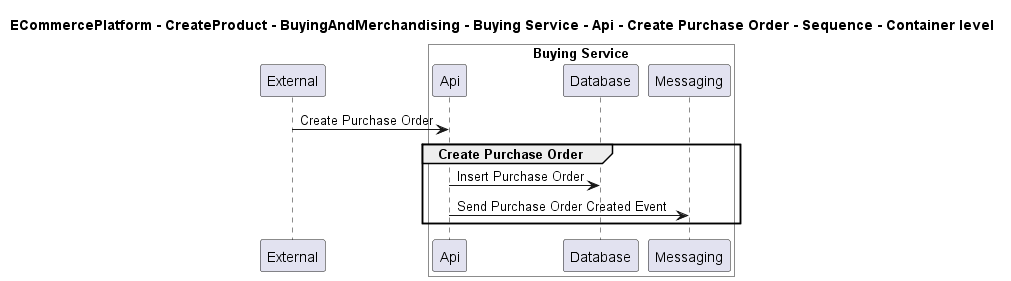 ECommercePlatform - CreateProduct - BuyingAndMerchandising - Buying Service - Api - Create Purchase Order - Sequence - Container level
Buying Service
External
Api
Database
Messaging
Create Purchase Order
Create Purchase Order
Insert Purchase Order
Send Purchase Order Created Event
External
Api
Database
Messaging